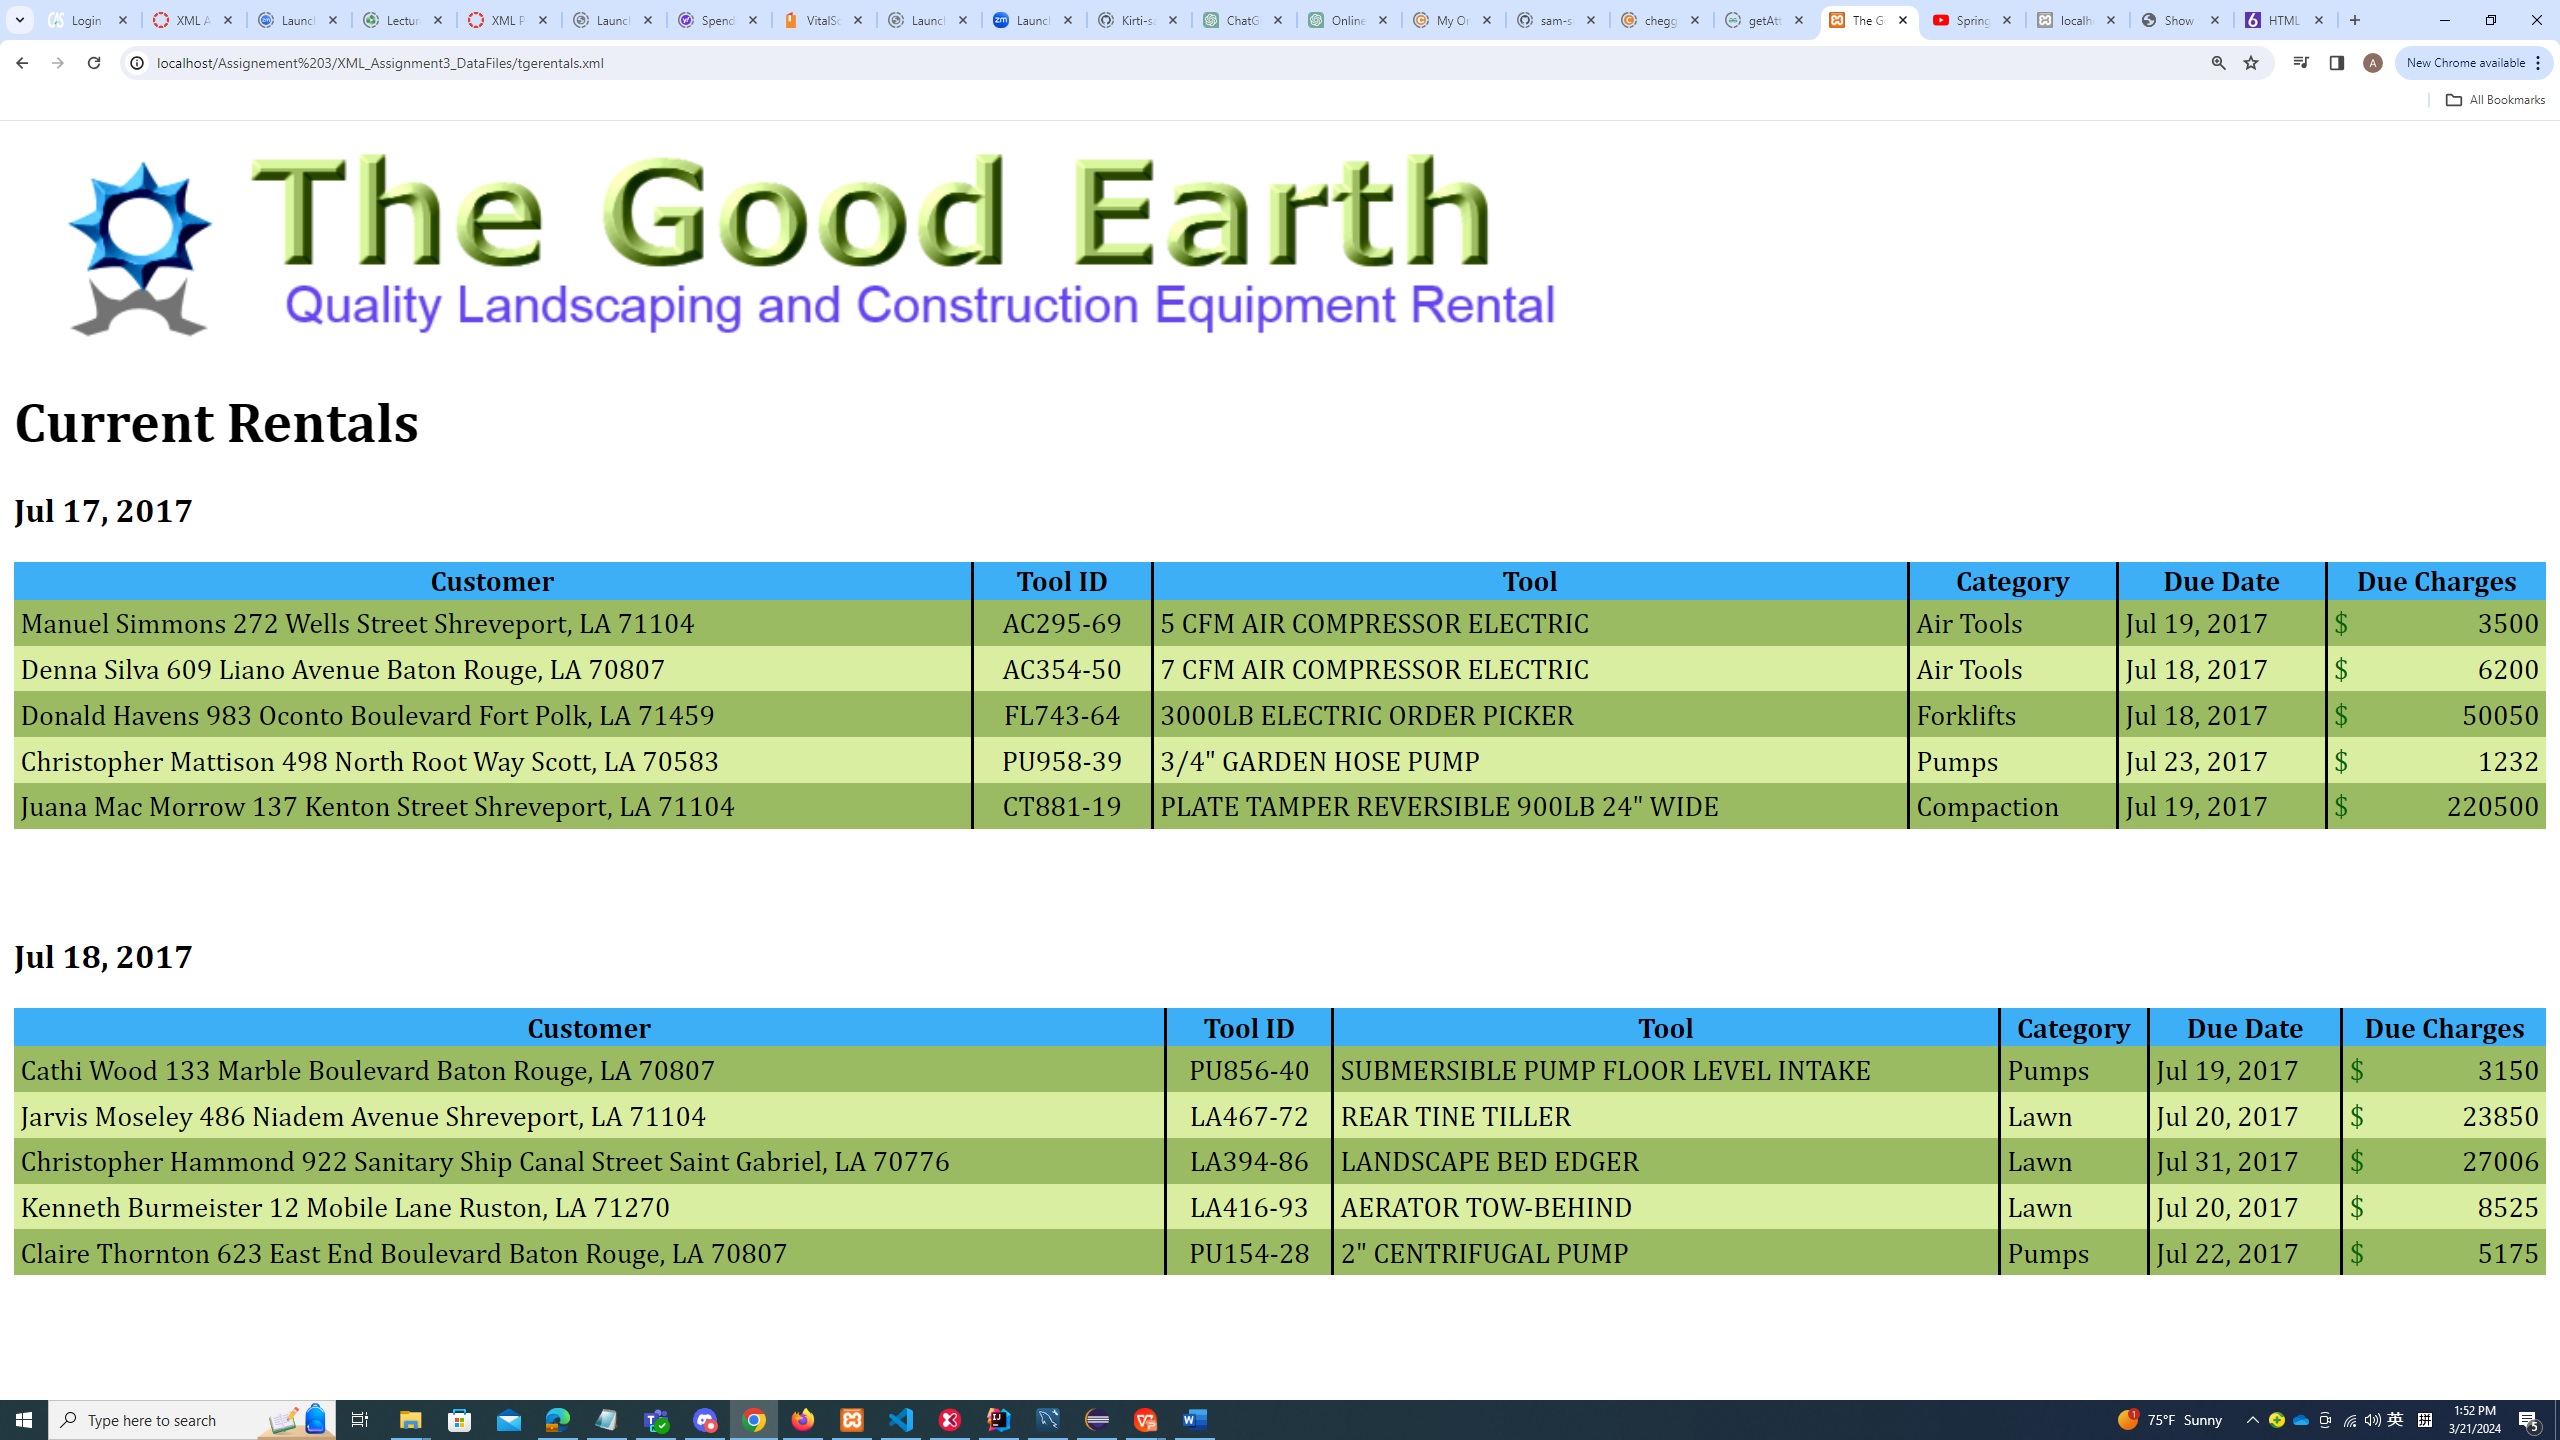 Login XML A Launc Lectur XML P Launc Spend VitalS Launc Launc Kirti-s ChatG Online My Or sam-s chegg getAtt The G Spring localh Show HTML
localhost/Assignement%203/XML_Assignment3_DataFiles/tgerentals.xml A New Chrome available
All Bookmarks
The Good Earth
Quality Landscaping and Construction Equipment Rental
Current Rentals
Jul 17, 2017
Customer Tool ID Tool Category Due Date Due Charges
Manuel Simmons 272 Wells Street Shreveport, LA 71104 AC295-69 5 CFM AIR COMPRESSOR ELECTRIC Air Tools Jul 19, 2017 $ 3500
Denna Silva 609 Liano Avenue Baton Rouge, LA 70807 AC354-50 7 CFM AIR COMPRESSOR ELECTRIC Air Tools Jul 18, 2017 $ 6200
Donald Havens 983 Oconto Boulevard Fort Polk, LA 71459 FL743-64 3000LB ELECTRIC ORDER PICKER Forklifts Jul 18, 2017 $ 50050
Christopher Mattison 498 North Root Way Scott, LA 70583 PU958-39 3/4" GARDEN HOSE PUMP Pumps Jul 23, 2017 $ 1232
Juana Mac Morrow 137 Kenton Street Shreveport, LA 71104 CT881-19 PLATE TAMPER REVERSIBLE 900LB 24" WIDE Compaction Jul 19, 2017 $ 220500
Jul 18, 2017
Customer Tool ID Tool Category Due Date Due Charges
Cathi Wood 133 Marble Boulevard Baton Rouge, LA 70807 PU856-40 SUBMERSIBLE PUMP FLOOR LEVEL INTAKE Pumps Jul 19, 2017 $ 3150
Jarvis Moseley 486 Niadem Avenue Shreveport, LA 71104 LA467-72 REAR TINE TILLER Lawn Jul 20, 2017 $ 23850
Christopher Hammond 922 Sanitary Ship Canal Street Saint Gabriel, LA 70776 LA394-86 LANDSCAPE BED EDGER Lawn Jul 31, 2017 $ 27006
Kenneth Burmeister 12 Mobile Lane Ruston, LA 71270 LA416-93 AERATOR TOW-BEHIND Lawn Jul 20, 2017 $ 8525
Claire Thornton 623 East End Boulevard Baton Rouge, LA 70807 PU154-28 2" CENTRIFUGAL PUMP Pumps Jul 22, 2017 $ 5175
Type here to search 75°F Sunny 英 拼 1:52 PM
3/21/2024